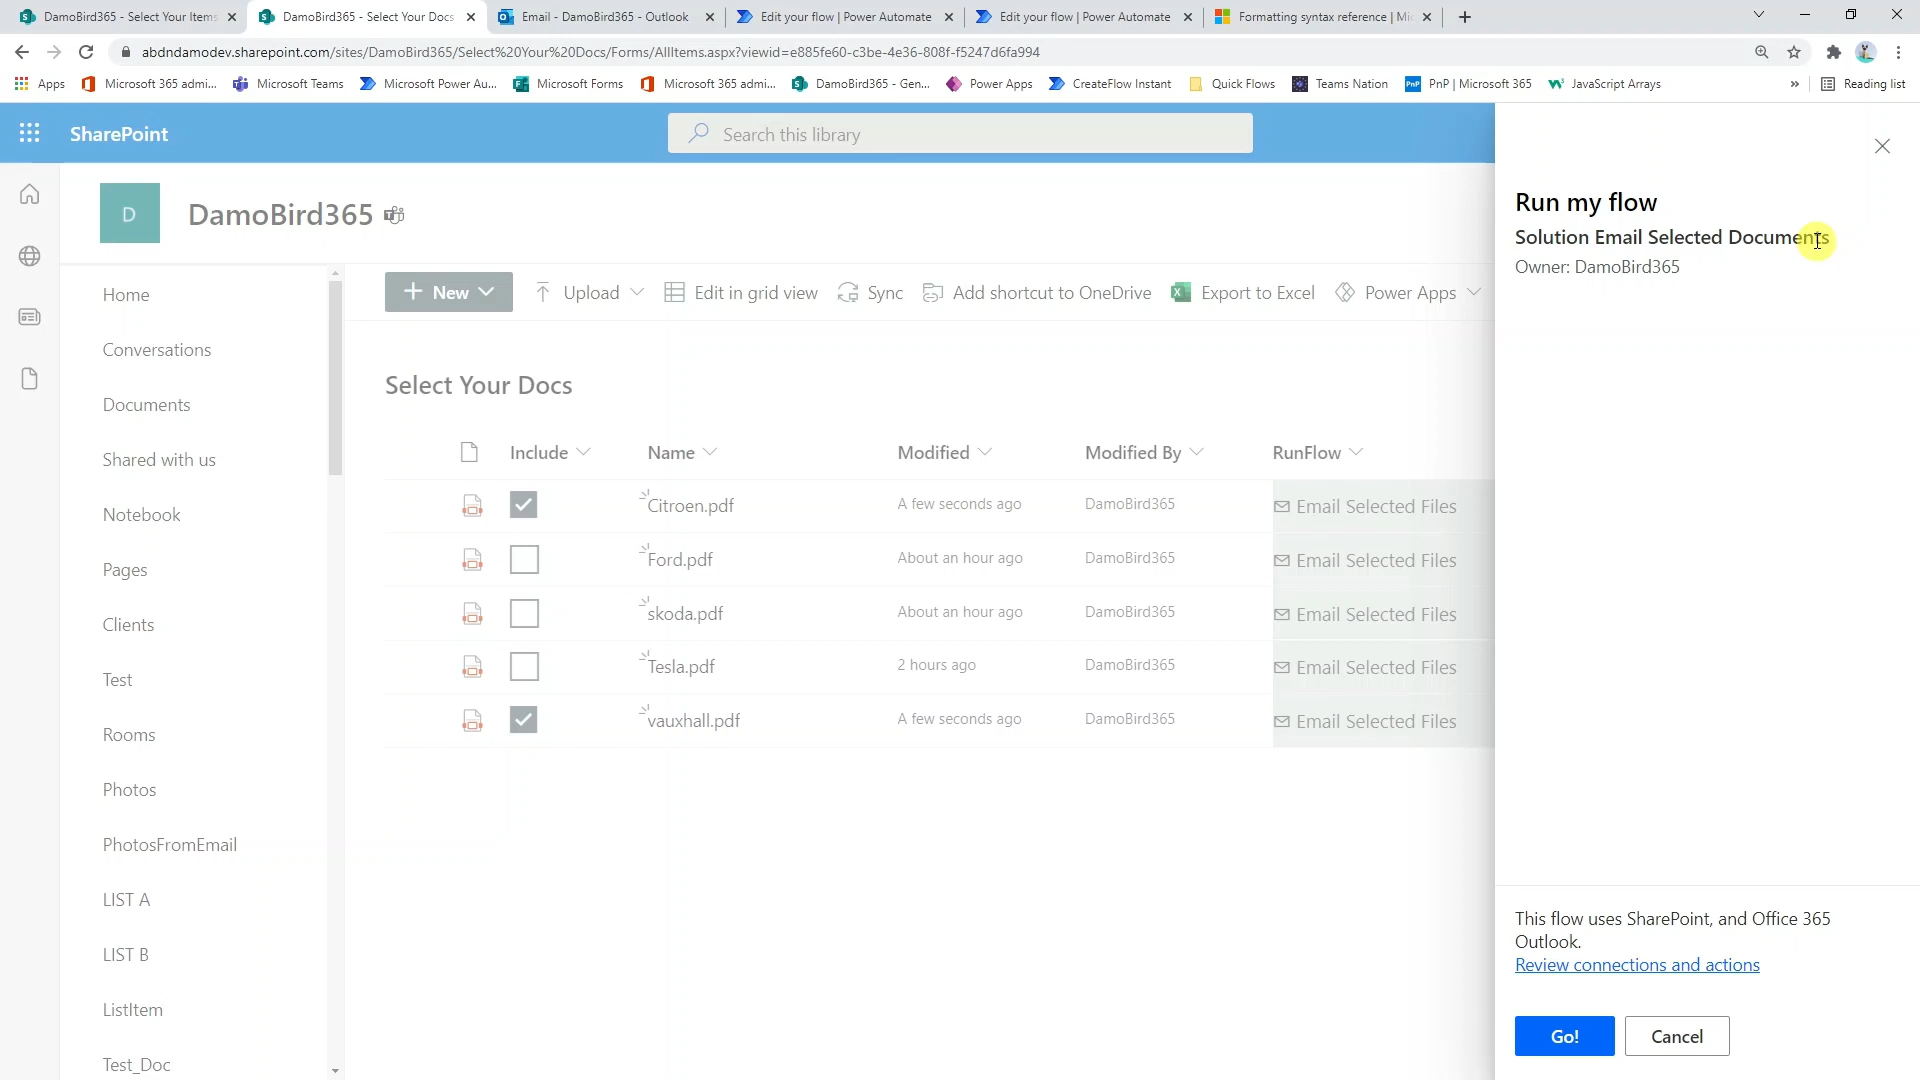 DamoBird365 - Select Your Items
DamoBird365 - Select Your Docs
Email - DamoBird365 - Outlook
Edit your flow | Power Automate
Edit your flow | Power Automate
Formatting syntax reference | Mic
abdndamodev.sharepoint.com/sites/DamoBird365/Select%20Your%20Docs/Forms/AllItems.aspx?viewid=e885fe60-c3be-4e36-808f-f5247d6fa994
Apps
Microsoft 365 admi...
Microsoft Teams
Microsoft Power Au...
Microsoft Forms
Microsoft 365 admi...
DamoBird365 - Gen...
Power Apps
CreateFlow Instant
Quick Flows
Teams Nation
PnP PnP | Microsoft 365
JavaScript Arrays
»
Reading list
SharePoint
Search this library
D
DamoBird365
Home
Conversations
Documents
Shared with us
Notebook
Pages
Clients
Test
Rooms
Photos
PhotosFromEmail
LIST A
LIST B
ListItem
Test_Doc
New
Upload
Edit in grid view
Sync
Add shortcut to OneDrive
Export to Excel
Power Apps
Select Your Docs
Include Name Modified Modified By RunFlow
Citroen.pdf A few seconds ago DamoBird365 Email Selected Files
Ford.pdf About an hour ago DamoBird365 Email Selected Files
skoda.pdf About an hour ago DamoBird365 Email Selected Files
Tesla.pdf 2 hours ago DamoBird365 Email Selected Files
vauxhall.pdf A few seconds ago DamoBird365 Email Selected Files
Run my flow
Solution Email Selected Documents
Owner: DamoBird365
This flow uses SharePoint, and Office 365
Outlook.
Review connections and actions
Go!
Cancel